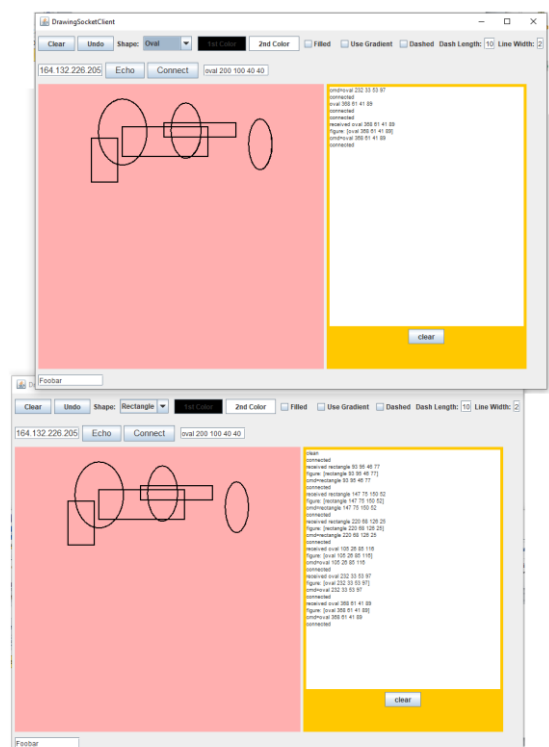 DrawingSocketClient
Clear Undo Shape: Oval 1st Color 2nd Color Filled Use Gradient Dashed Dash Length: 10 Line Width: 2
164.132.226.205 Echo Connect oval 200 100 40 40
cmd=oval 232 33 53 97
connected
oval 368 61 41 89
connected
connected
received oval 368 61 41 89
figure: [oval 368 61 41 89]
cmd=oval 368 61 41 89
connected
clear
Foobar
Clear Undo Shape: Rectangle 1st Color 2nd Color Filled Use Gradient Dashed Dash Length: 10 Line Width: 2
164.132.226.205 Echo Connect oval 200 100 40 40
clean
connected
received rectangle 93 95 46 77
figure: [rectangle 93 95 46 77]
cmd=rectangle 93 95 46 77
connected
received rectangle 147 75 150 52
figure: [rectangle 147 75 150 52]
cmd=rectangle 147 75 150 52
connected
received rectangle 220 68 126 25
figure: [rectangle 220 68 126 25]
cmd=rectangle 220 68 126 25
connected
received oval 105 26 85 116
figure: [oval 105 26 85 116]
cmd=oval 105 26 85 116
connected
received oval 232 33 53 97
figure: [oval 232 33 53 97]
cmd=oval 232 33 53 97
connected
received oval 368 61 41 89
figure: [oval 368 61 41 89]
cmd=oval 368 61 41 89
connected
clear
Foobar